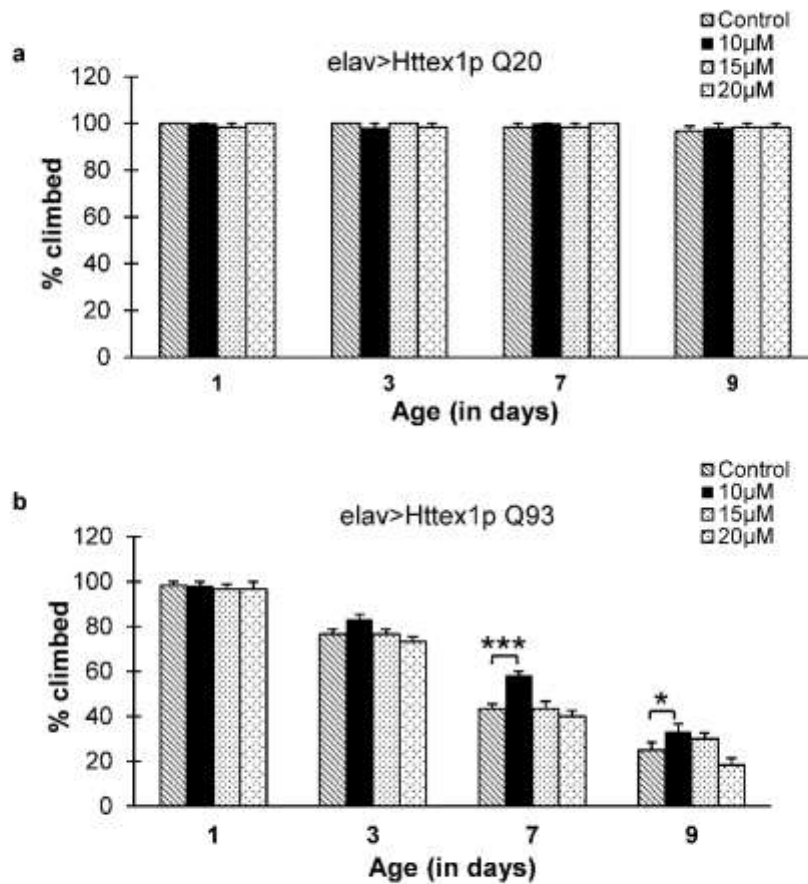 a
elav>Httex1p Q20
Control
10µM
15µM
20µM
% climbed
120
100
80
60
40
20
0
1 3 7 9
Age (in days)
b
elav>Httex1p Q93
Control
10µM
15µM
20µM
% climbed
120
100
80
60
40
20
0
***
*
1 3 7 9
Age (in days)